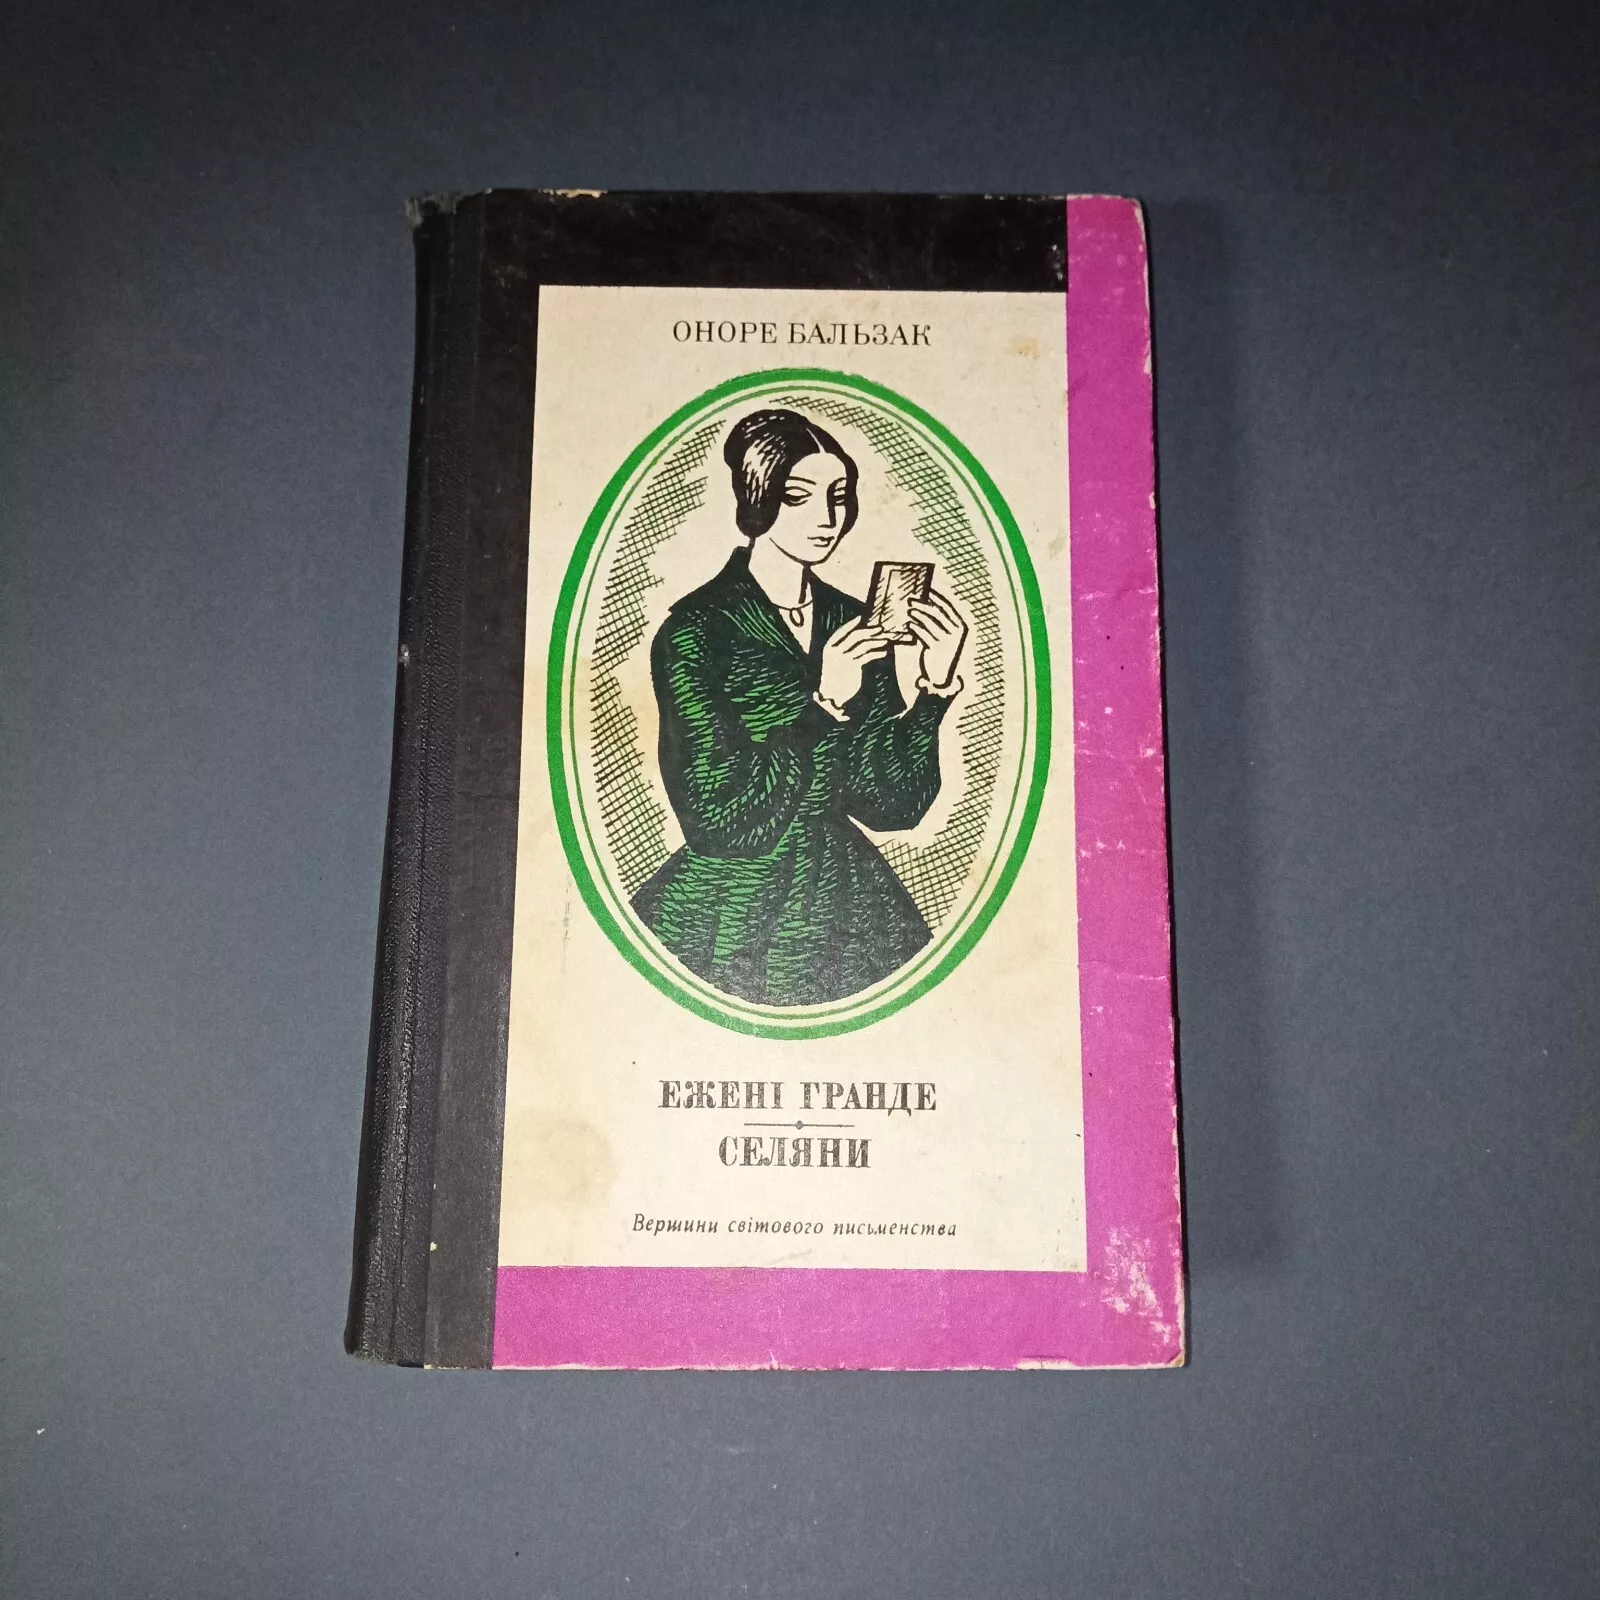 ОНОРЕ БАЛЬЗАК
ЕЖЕНІ ГРАНДЕ
СЕЛЯНИ
Вершини світового письменства